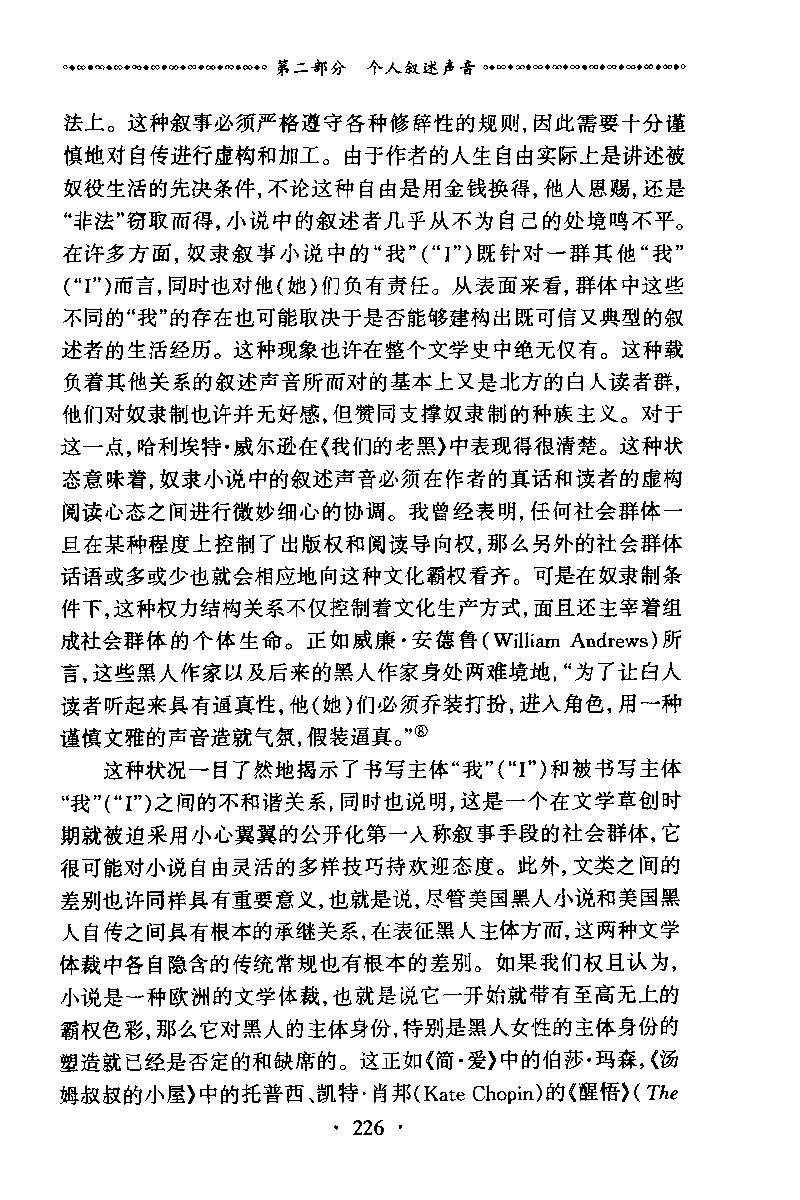 第二部分 个人叙述声音
法上。这种叙事必须严格遵守各种修辞性的规则,因此需要十分谨
慎地对自传进行虚构和加工。由于作者的人生自由实际上是讲述被
奴役生活的先决条件,不论这种自由是用金钱换得,他人恩赐,还是
“非法”窃取而得,小说中的叙述者几乎从不为自己的处境鸣不平。
在许多方面,奴隶叙事小说中的“我”(“I”)既针对一群其他“我”
(“I”)而言,同时也对他(她)们负有责任。从表面来看,群体中这些
不同的“我”的存在也可能取决于是否能够建构出既可信又典型的叙
述者的生活经历。这种现象也许在整个文学史中绝无仅有。这种载
负着其他关系的叙述声音所而对的基本上又是北方的白人读者群,
他们对奴隶制也许并无好感,但赞同支撑奴隶制的种族主义。对于
这一点,哈利埃特·威尔逊在《我们的老黑》中表现得很清楚。这种状
态意味着,奴隶小说中的叙述声音必须在作者的真话和读者的虚构
阅读心态之间进行微妙细心的协调。我曾经表明,任何社会群体一
旦在某种程度上控制了出版权和阅读导向权,那么另外的社会群体
话语或多或少也就会相应地向这种文化霸权看齐。可是在奴隶制条
件下,这种权力结构关系不仅控制着文化生产方式,面且还主宰着组
成社会群体的个体生命。正如威廉·安德鲁(William Andrews)所
言,这些黑人作家以及后来的黑人作家身处两难境地,“为了让白人
读者听起来具有逼真性,他(她)们必须乔装打扮,进入角色,用一种
谨慎文雅的声音造就气氛,假装逼真。”⑧
这种状况一目了然地揭示了书写主体“我”(“I”)和被书写主体
“我”(“I”)之间的不和谐关系,同时也说明,这是一个在文学草创时
期就被迫采用小心翼翼的公开化第一人称叙事手段的社会群体,它
很可能对小说自由灵活的多样技巧持欢迎态度。此外,文类之间的
差别也许同样具有重要意义,也就是说,尽管美国黑人小说和美国黑
人自传之间具有根本的承继关系,在表征黑人主体方而,这两种文学
体裁中各自隐含的传统常规也有根本的差别。如果我们权且认为,
小说是一种欧洲的文学体裁,也就是说它一开始就带有至高无上的
霸权色彩,那么它对黑人的主体身份,特别是黑人女性的主体身份的
塑造就已经是否定的和缺席的。这正如《简·爱》中的伯莎·玛森,《汤
姆叔叔的小屋》中的托普西、凯特·肖邦(Kate Chopin)的《醒悟》(The
· 226 ·